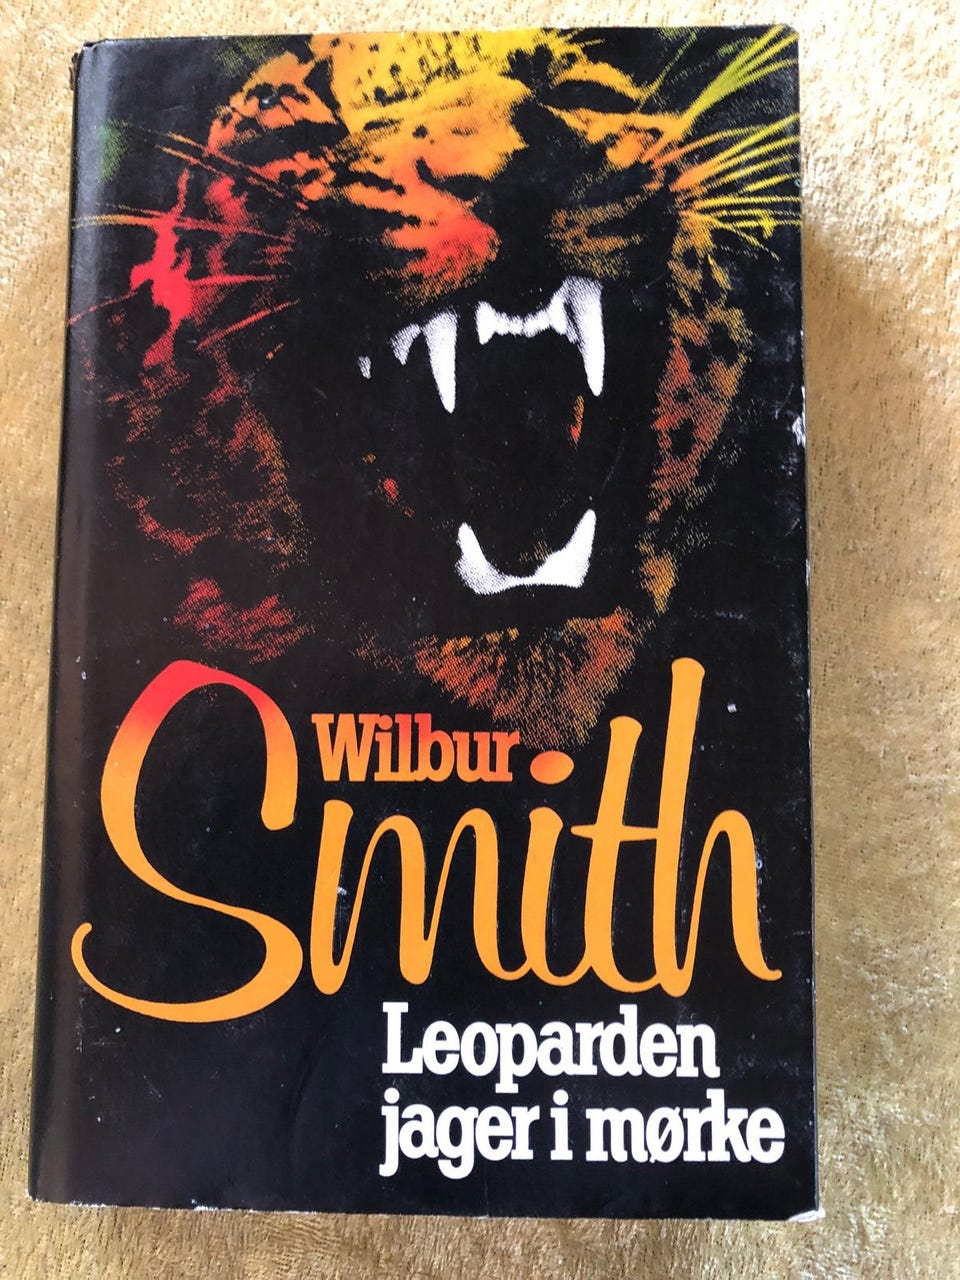 Wilbur
Smith
Leoparden
jager i mørke